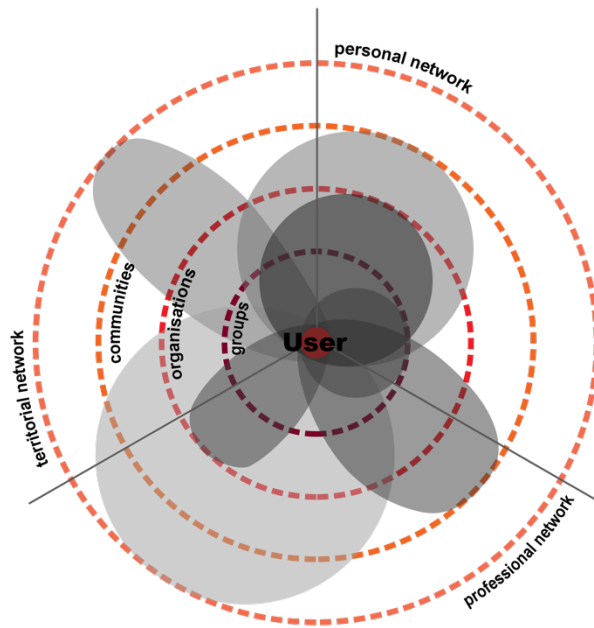 personal network
communities
organisations
groups
User
territorial network
professional network